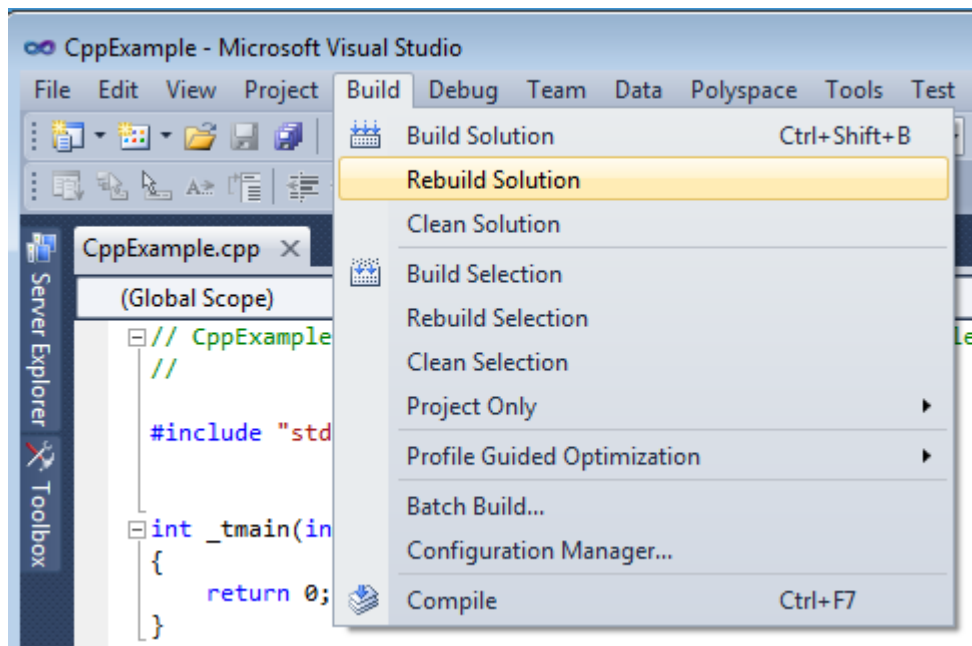 CppExample - Microsoft Visual Studio
File Edit View Project Build Debug Team Data Polyspace Tools Test
Build Solution Ctrl+Shift+B
Rebuild Solution
Clean Solution
Build Selection
Rebuild Selection
Clean Selection
Project Only
Profile Guided Optimization
Batch Build...
Configuration Manager...
Compile Ctrl+F7
Server Explorer
Toolbox
CppExample.cpp
(Global Scope)
// CppExample
//
#include "std
int _tmain(in
{
return 0;
}